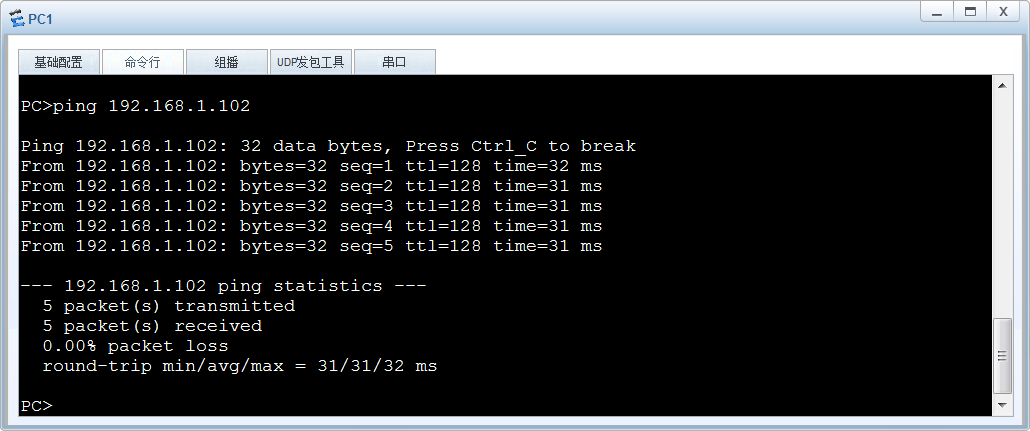 PC1
基础配置 命令行 组播 UDP发包工具 串口
PC>ping 192.168.1.102
Ping 192.168.1.102: 32 data bytes, Press Ctrl_C to break
From 192.168.1.102: bytes=32 seq=1 ttl=128 time=32 ms
From 192.168.1.102: bytes=32 seq=2 ttl=128 time=31 ms
From 192.168.1.102: bytes=32 seq=3 ttl=128 time=31 ms
From 192.168.1.102: bytes=32 seq=4 ttl=128 time=31 ms
From 192.168.1.102: bytes=32 seq=5 ttl=128 time=31 ms
--- 192.168.1.102 ping statistics ---
5 packet(s) transmitted
5 packet(s) received
0.00% packet loss
round-trip min/avg/max = 31/31/32 ms
PC>